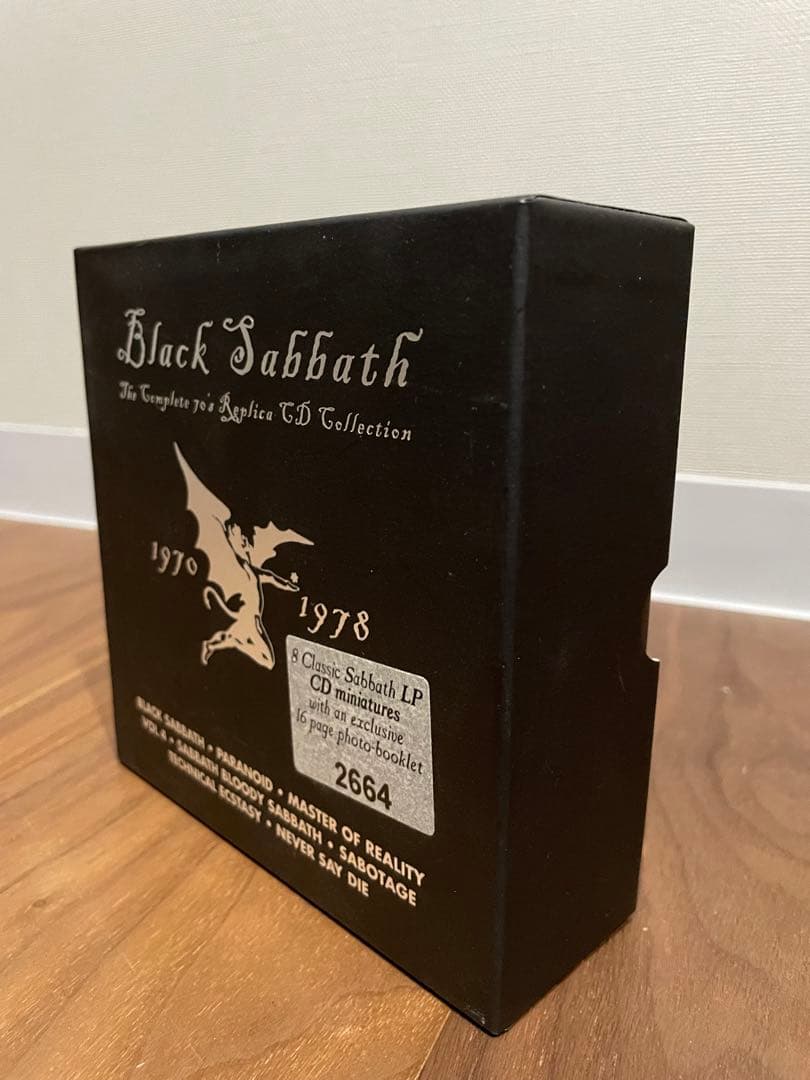 Black Sabbath
The Complete 70's Replica CD Collection
1970
1978
8 Classic Sabbath LP
CD miniatures
with an exclusive
16 page photo-booklet
2664
BLACK SABBATH • PARANOID • MASTER OF REALITY
VOL 4 • SABBATH BLOODY SABBATH • SABOTAGE
TECHNICAL ECSTASY • NEVER SAY DIE